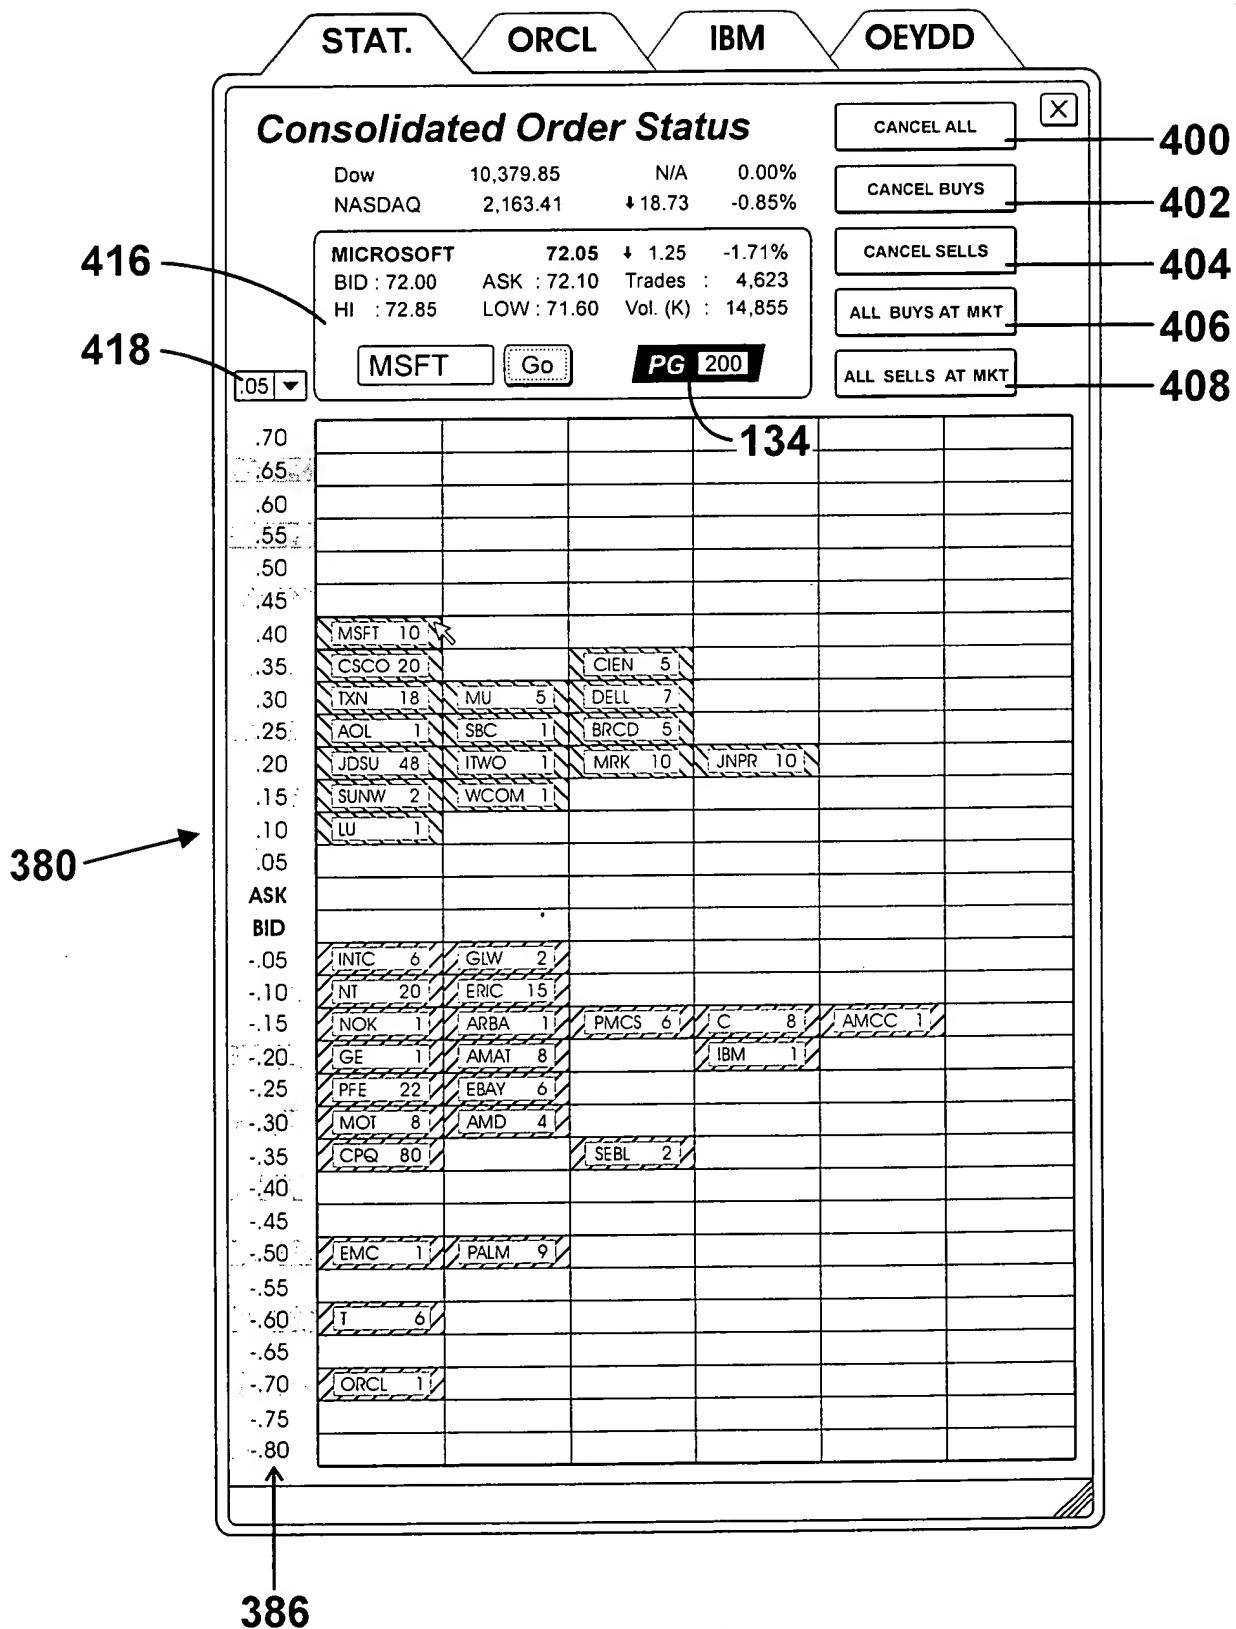 STAT. ORCL IBM OEYDD
Consolidated Order Status
X
CANCEL ALL
400
Dow 10,379.85 N/A 0.00%
NASDAQ 2,163.41 ↓ 18.73 -0.85%
CANCEL BUYS
402
416
MICROSOFT 72.05 ↓ 1.25 -1.71%
BID : 72.00 ASK : 72.10 Trades : 4,623
HI : 72.85 LOW : 71.60 Vol. (K) : 14,855
CANCEL SELLS
404
ALL BUYS AT MKT
406
418
.05
MSFT Go PG 200
ALL SELLS AT MKT
408
134
.70
.65
.60
.55
.50
.45
.40 MSFT 10
.35 CSCO 20 CIEN 5
.30 TXN 18 MU 5 DELL 7
.25 AOL 1 SBC 1 BRCD 5
.20 JDSU 48 ITWO 1 MRK 10 JNPR 10
.15 SUNW 2 WCOM 1
.10 LU 1
380
.05
ASK
BID
-.05 INTC 6 GLW 2
-.10 NT 20 ERIC 15
-.15 NOK 1 ARBA 1 PMCS 6 C 8 AMCC 1
-.20 GE 1 AMAT 8 IBM 1
-.25 PFE 22 EBAY 6
-.30 MOT 8 AMD 4
-.35 CPQ 80 SEBL 2
-.40
-.45
-.50 EMC 1 PALM 9
-.55
-.60 T 6
-.65
-.70 ORCL 1
-.75
-.80
386